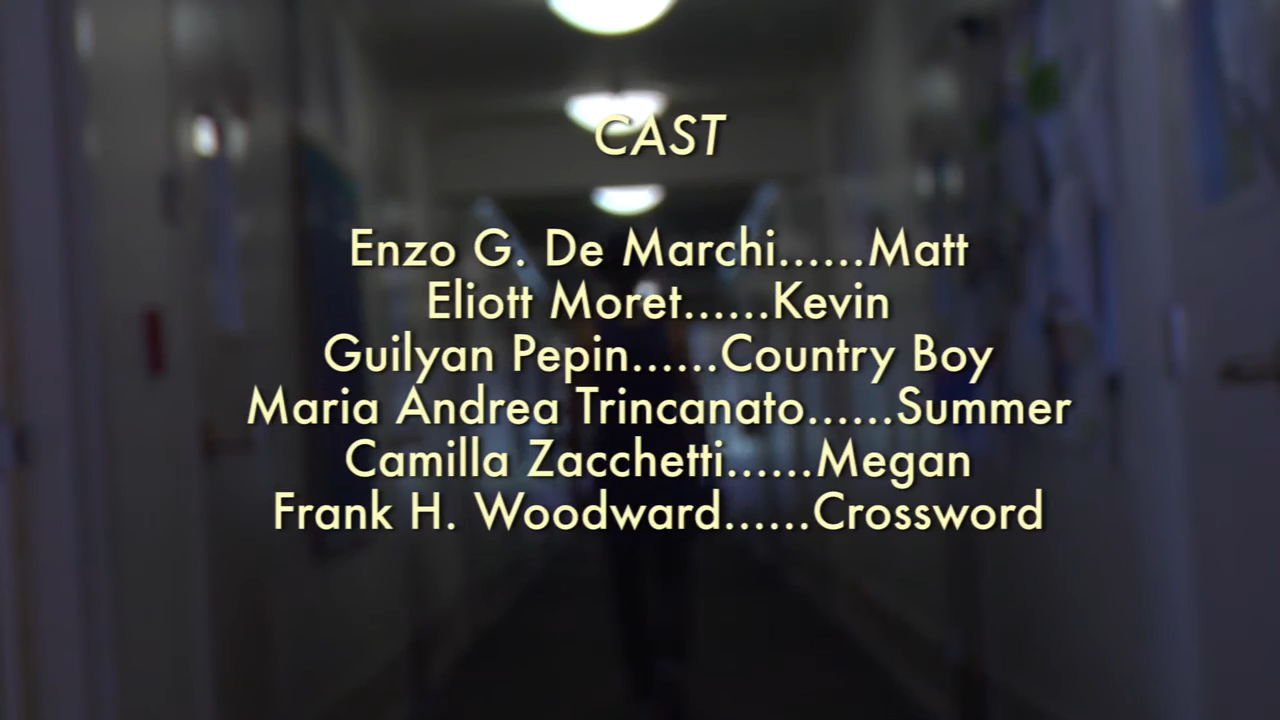 CAST
Enzo G. De Marchi......Matt
Eliott Moret......Kevin
Guilyan Pepin......Country Boy
Maria Andrea Trincanato......Summer
Camilla Zacchetti......Megan
Frank H. Woodward......Crossword